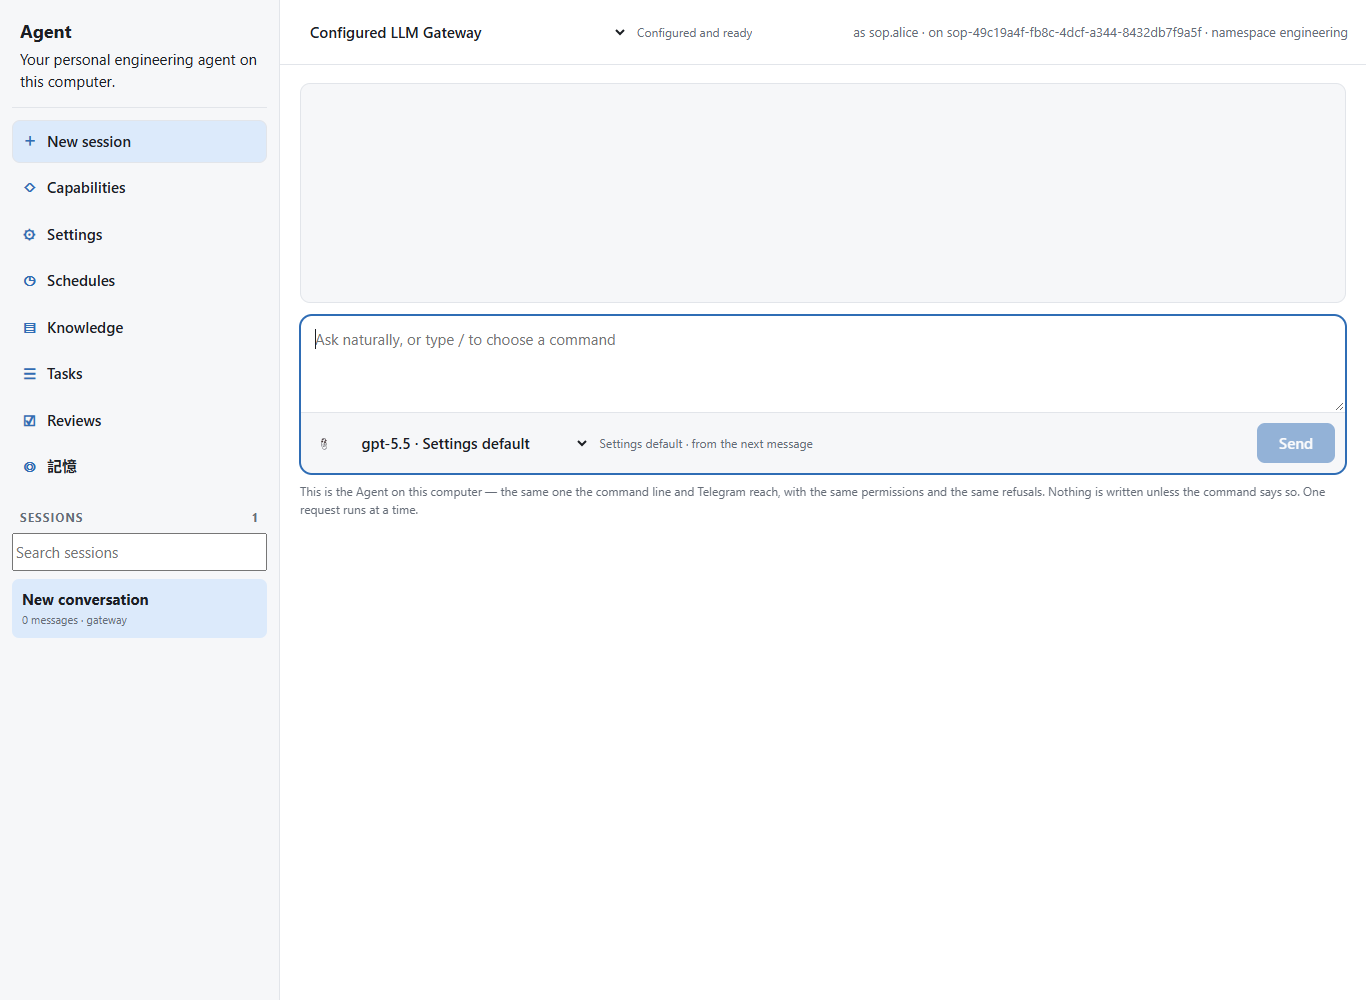 Agent
Your personal engineering agent on
this computer.
New session
Capabilities
Settings
Schedules
Knowledge
Tasks
Reviews
記憶
SESSIONS 1
Search sessions
New conversation
0 messages · gateway
Configured LLM Gateway Configured and ready as sop.alice · on sop-49c19a4f-fb8c-4dcf-a344-8432db7f9a5f · namespace engineering
Ask naturally, or type / to choose a command
gpt-5.5 · Settings default Settings default · from the next message Send
This is the Agent on this computer — the same one the command line and Telegram reach, with the same permissions and the same refusals. Nothing is written unless the command says so. One
request runs at a time.